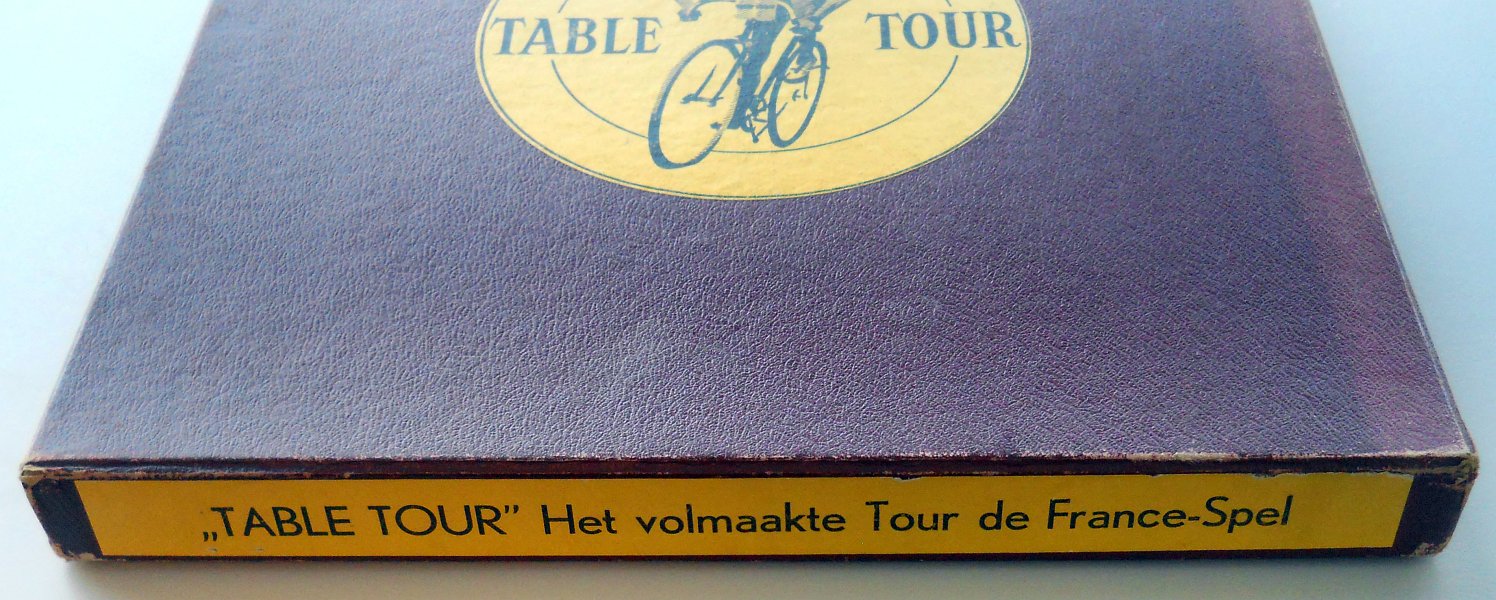 TABLE TOUR
„TABLE TOUR” Het volmaakte Tour de France-Spel